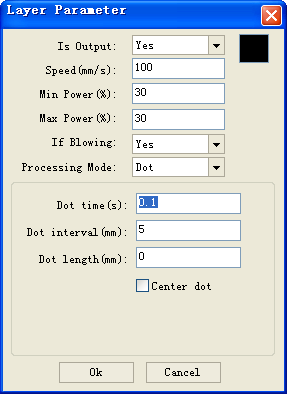 Layer Parameter
Is Output: Yes
Speed(mm/s): 100
Min Power(%): 30
Max Power(%): 30
If Blowing: Yes
Processing Mode: Dot
Dot time(s): 0.1
Dot interval(mm): 5
Dot length(mm): 0
Center dot
Ok Cancel